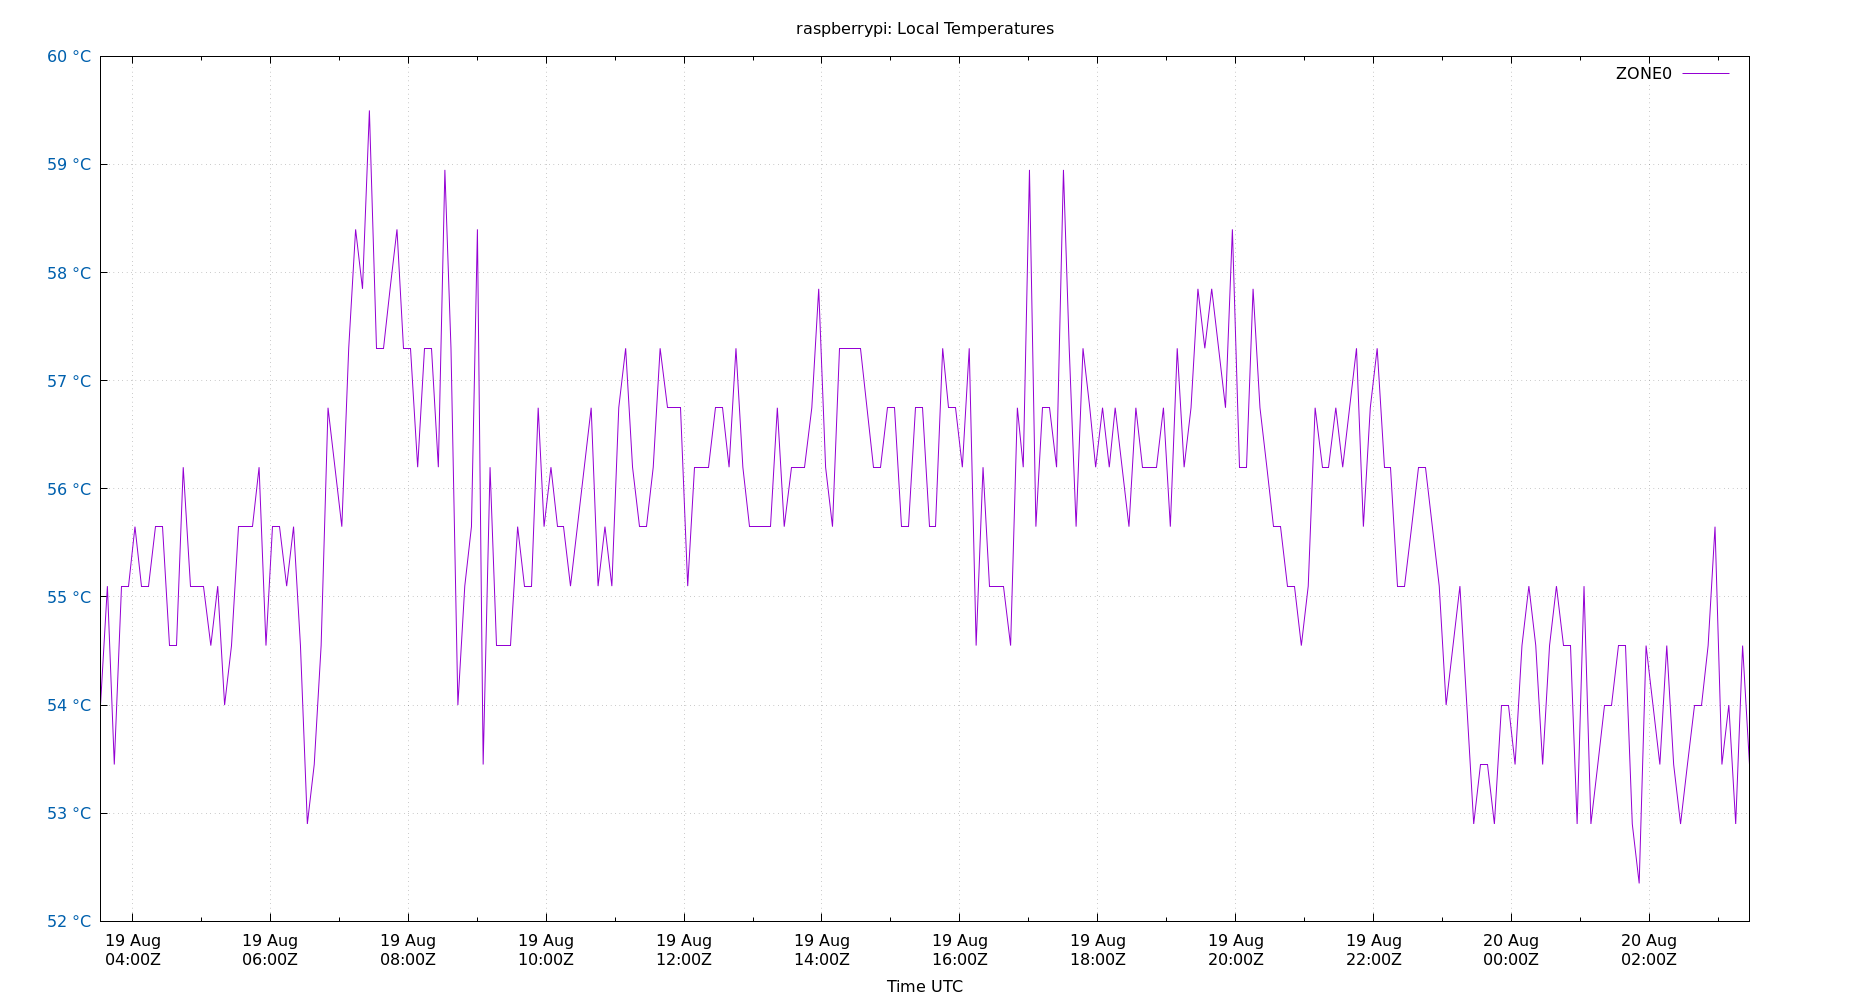 raspberrypi: Local Temperatures
60 °C
ZONE0
59 °C
58 °C
57 °C
56 °C
55 °C
54 °C
53 °C
52 °C
19 Aug 19 Aug 19 Aug 19 Aug 19 Aug 19 Aug 19 Aug 19 Aug 19 Aug 19 Aug 20 Aug 20 Aug
04:00Z 06:00Z 08:00Z 10:00Z 12:00Z 14:00Z 16:00Z 18:00Z 20:00Z 22:00Z 00:00Z 02:00Z
Time UTC